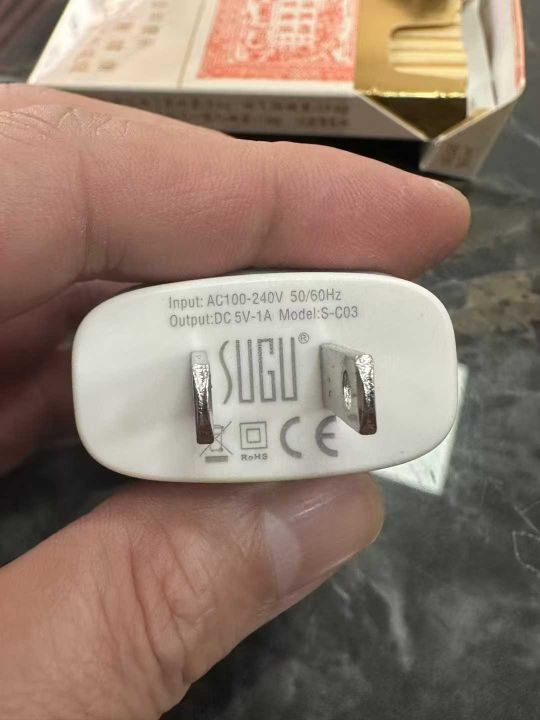 Input: AC100-240V 50/60Hz
Output:DC 5V-1A Model:S-C03
SUGU®
CE
RoHS